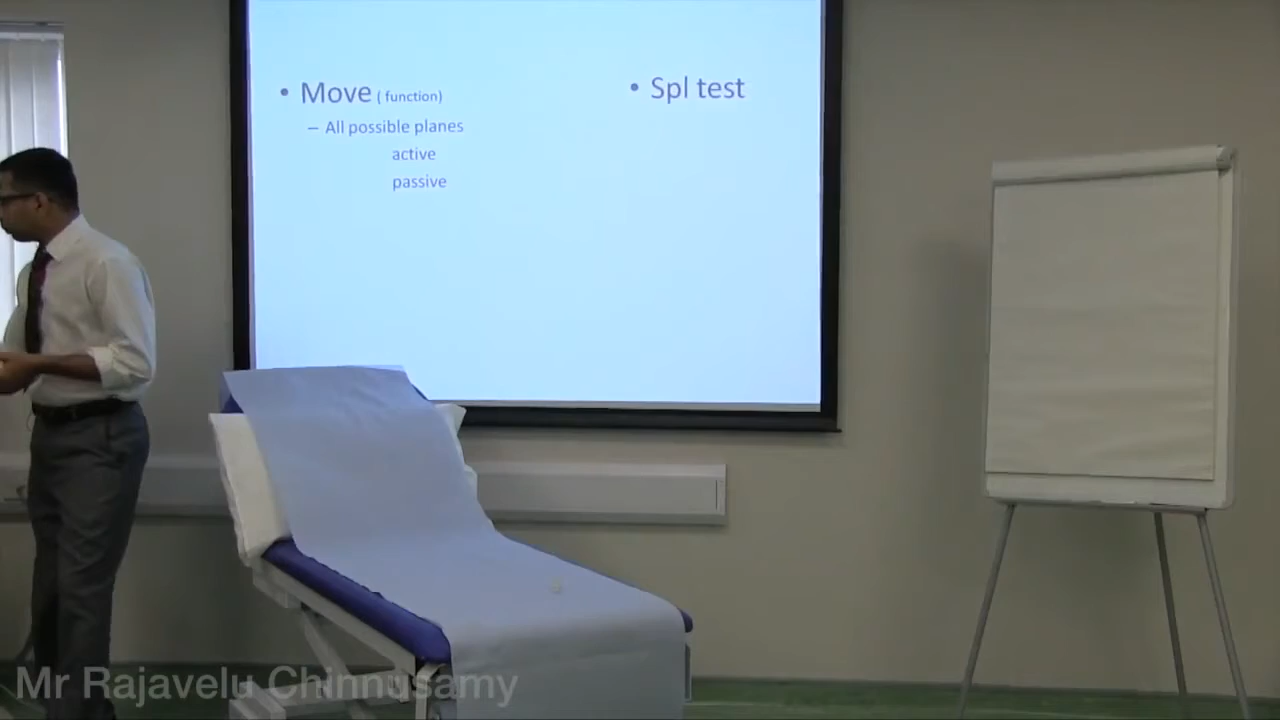 • Move ( function)
– All possible planes
active
passive
• Spl test
Mr Rajavelu Chinnusamy